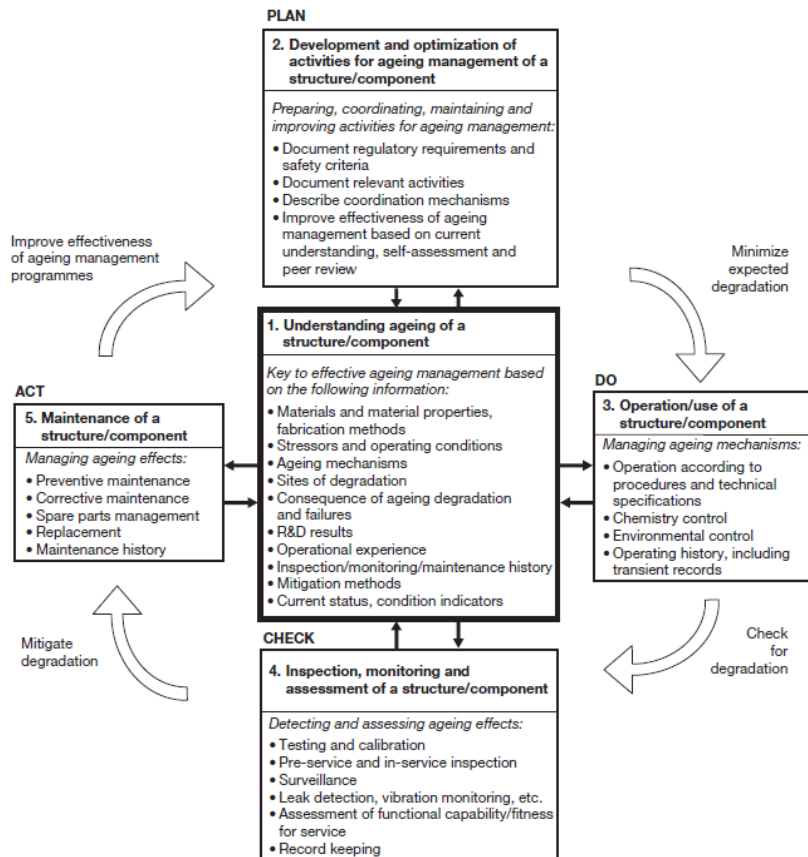 PLAN
2. Development and optimization of
activities for ageing management of a
structure/component
Preparing, coordinating, maintaining and
improving activities for ageing management:
• Document regulatory requirements and
safety criteria
• Document relevant activities
• Describe coordination mechanisms
• Improve effectiveness of ageing
management based on current
understanding, self-assessment and
peer review
Improve effectiveness
of ageing management
programmes
Minimize
expected
degradation
1. Understanding ageing of a
structure/component
Key to effective ageing management based
on the following information:
• Materials and material properties,
fabrication methods
• Stressors and operating conditions
• Ageing mechanisms
• Sites of degradation
• Consequence of ageing degradation
and failures
• R&D results
• Operational experience
• Inspection/monitoring/maintenance history
• Mitigation methods
• Current status, condition indicators
ACT
5. Maintenance of a
structure/component
Managing ageing effects:
• Preventive maintenance
• Corrective maintenance
• Spare parts management
• Replacement
• Maintenance history
DO
3. Operation/use of a
structure/component
Managing ageing mechanisms:
• Operation according to
procedures and technical
specifications
• Chemistry control
• Environmental control
• Operating history, including
transient records
Mitigate
degradation
Check
for
degradation
CHECK
4. Inspection, monitoring and
assessment of a structure/component
Detecting and assessing ageing effects:
• Testing and calibration
• Pre-service and in-service inspection
• Surveillance
• Leak detection, vibration monitoring, etc.
• Assessment of functional capability/fitness
for service
• Record keeping